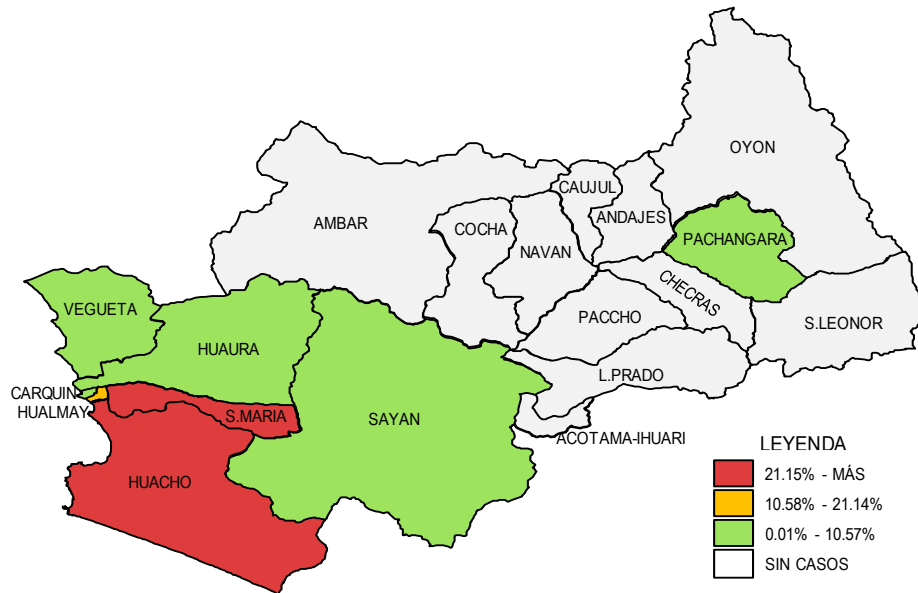 OYON
CAUJUL
ANDAJES
AMBAR
COCHA
NAVAN
PACHANGARA
CHECRAS
VEGUETA
PACCHO
S.LEONOR
HUAURA
L.PRADO
CARQUIN
HUALMAY
S.MARIA
SAYAN
ACOTAMA-IHUARI
HUACHO
LEYENDA
21.15% - MÁS
10.58% - 21.14%
0.01% - 10.57%
SIN CASOS